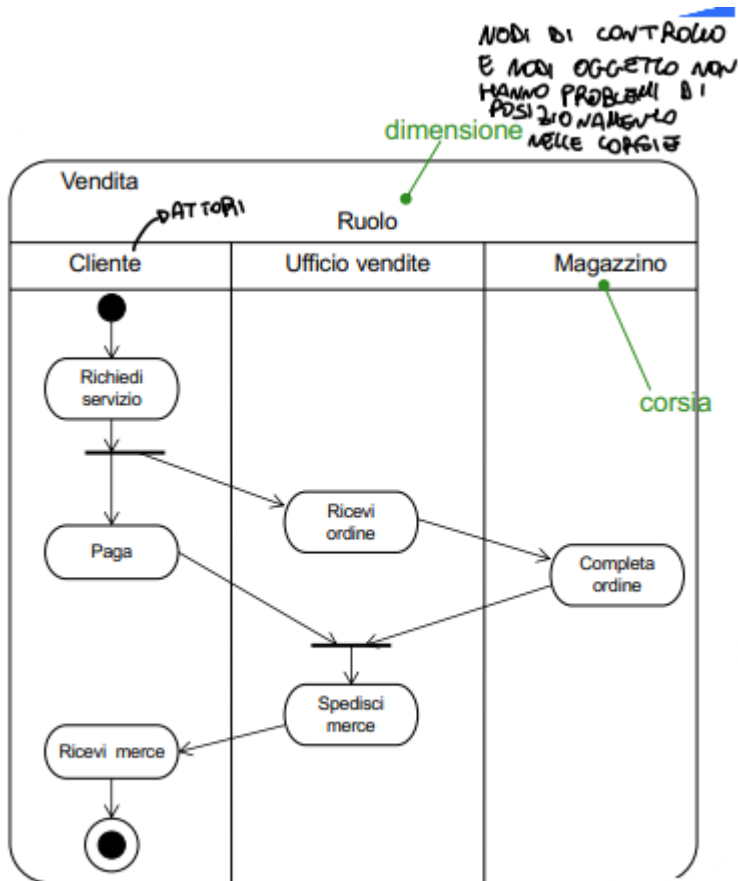 NODI DI CONTROLLO
E NODI OGGETTO NON
HANNO PROBLEMI DI
POSIZIONAMENTO
NELLE CORSIE
dimensione
Vendita
ATTORI
Ruolo
Cliente
Ufficio vendite
Magazzino
Richiedi
servizio
corsia
Ricevi
ordine
Paga
Completa
ordine
Spedisci
merce
Ricevi merce